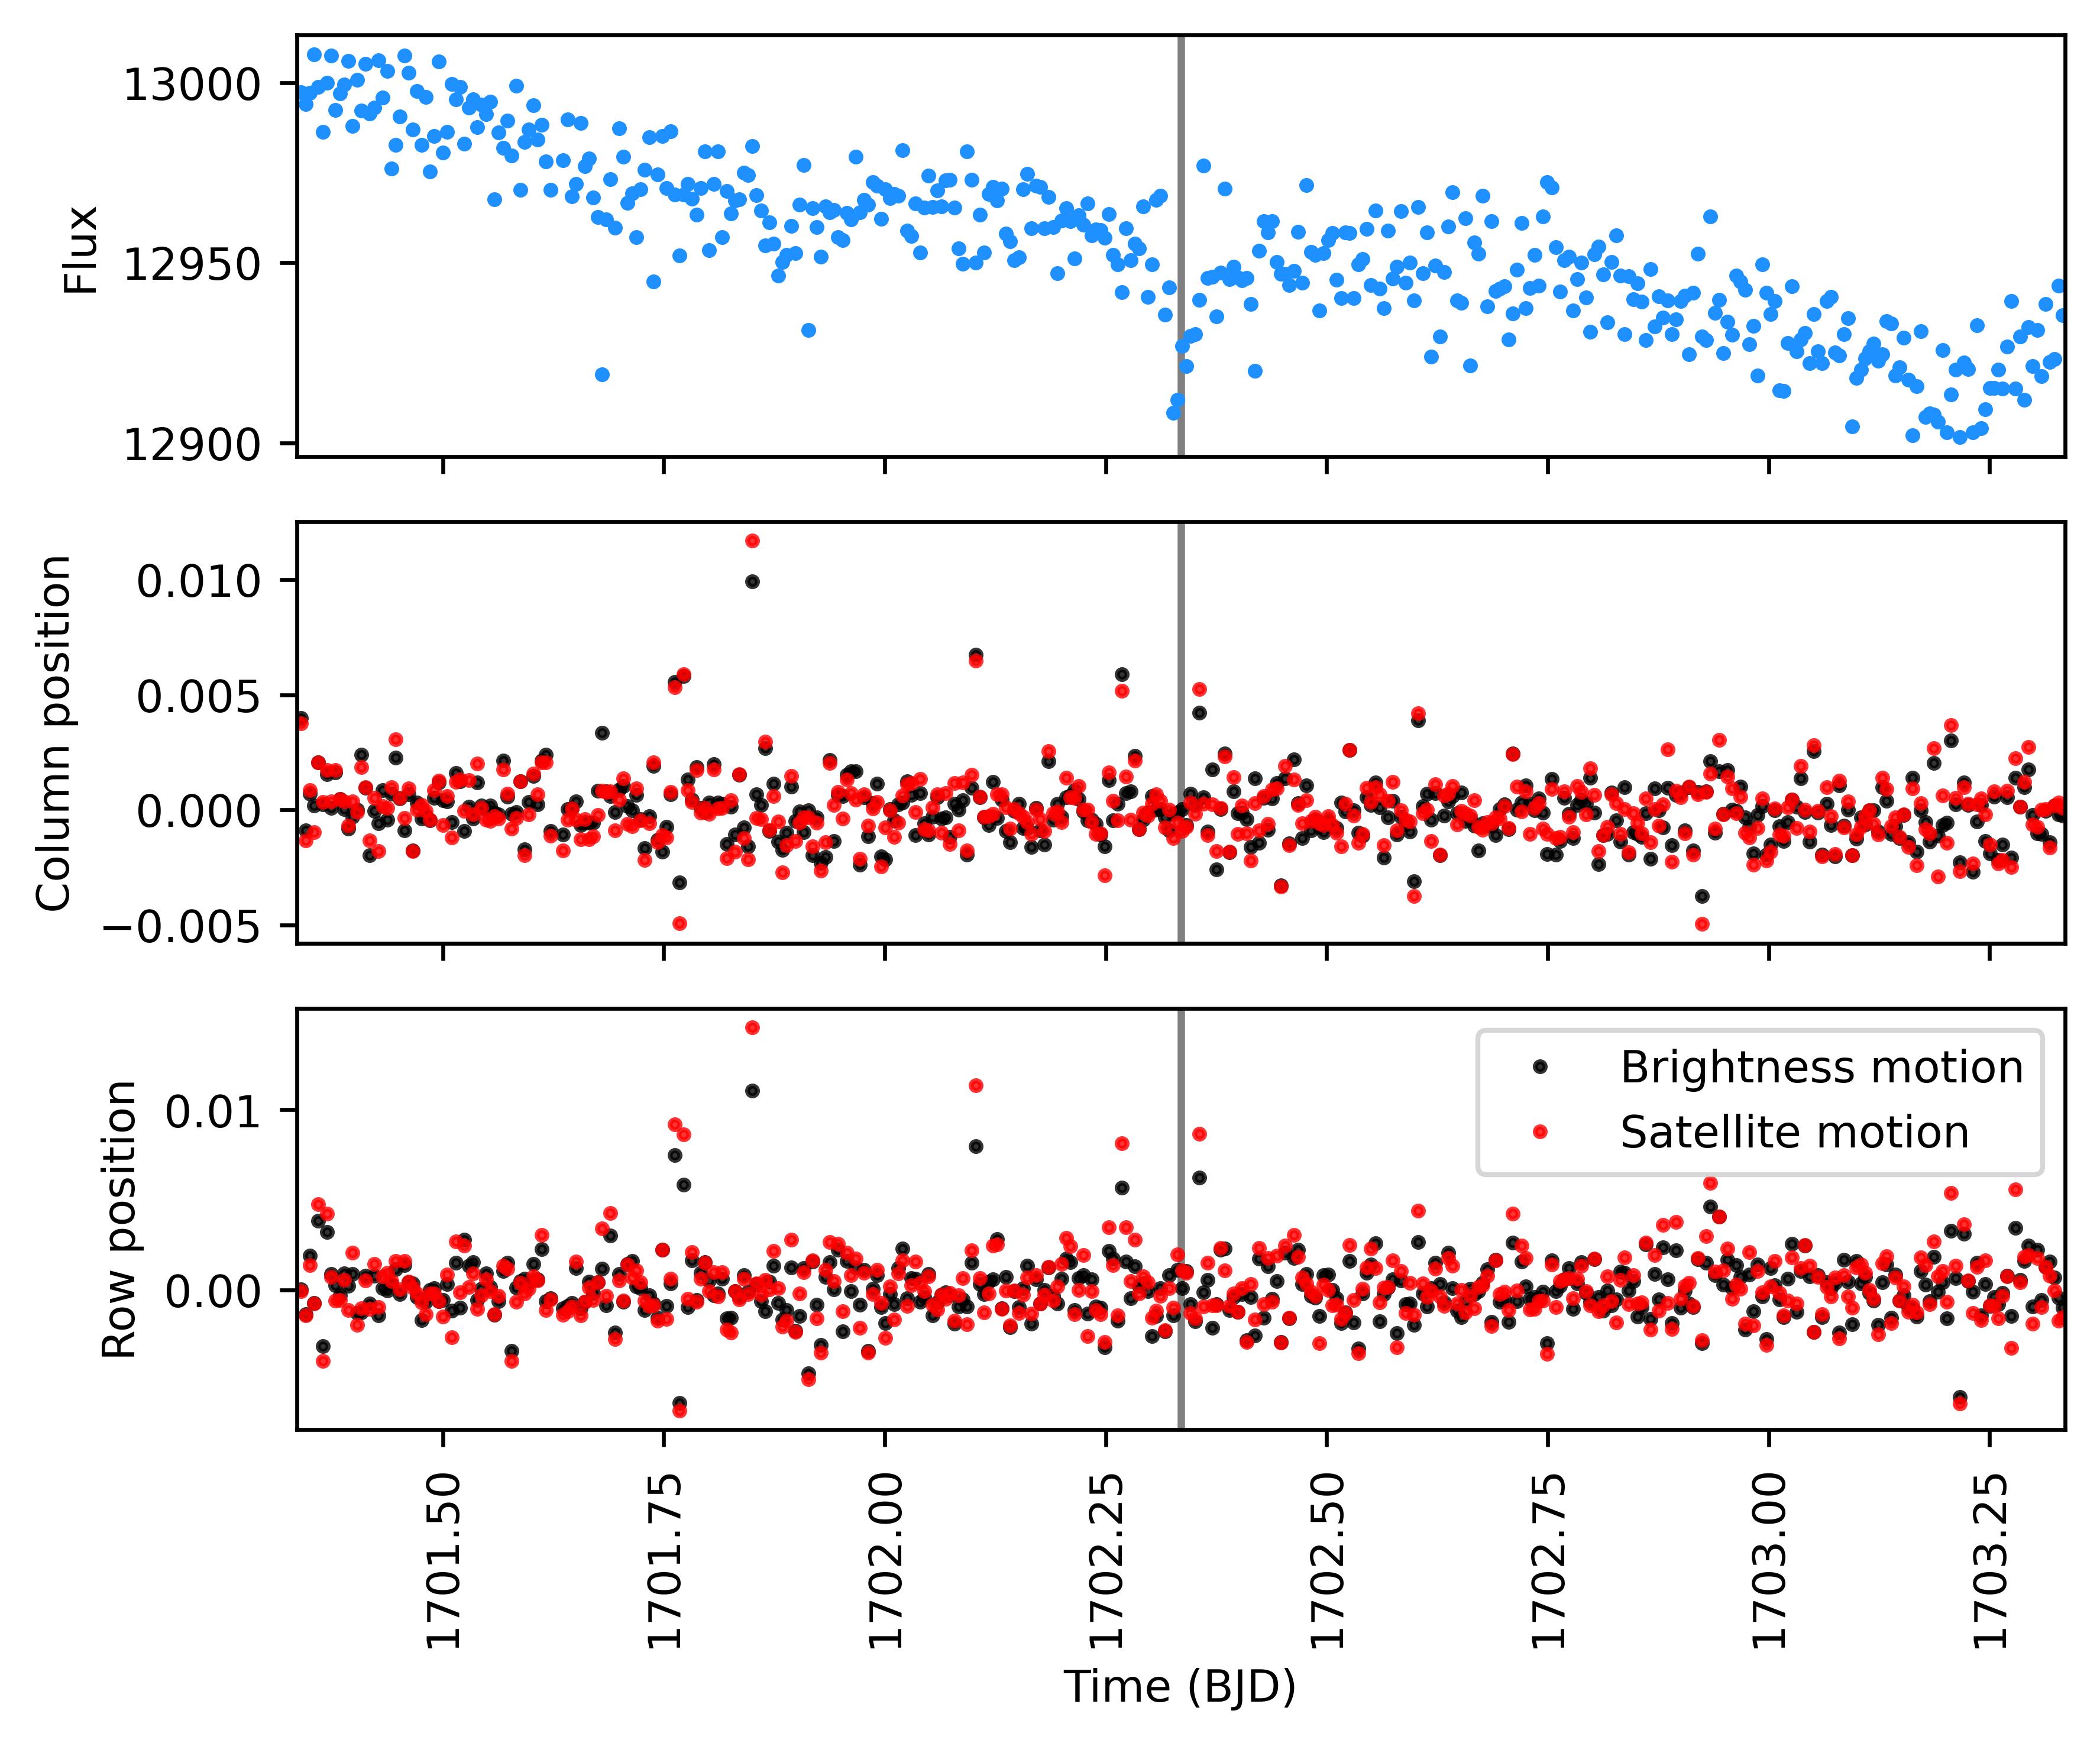 13000
12950
12900
Flux
0.010
0.005
0.000
−0.005
Column position
Brightness motion
Satellite motion
0.01
0.00
Row position
1701.50
1701.75
1702.00
1702.25
1702.50
1702.75
1703.00
1703.25
Time (BJD)